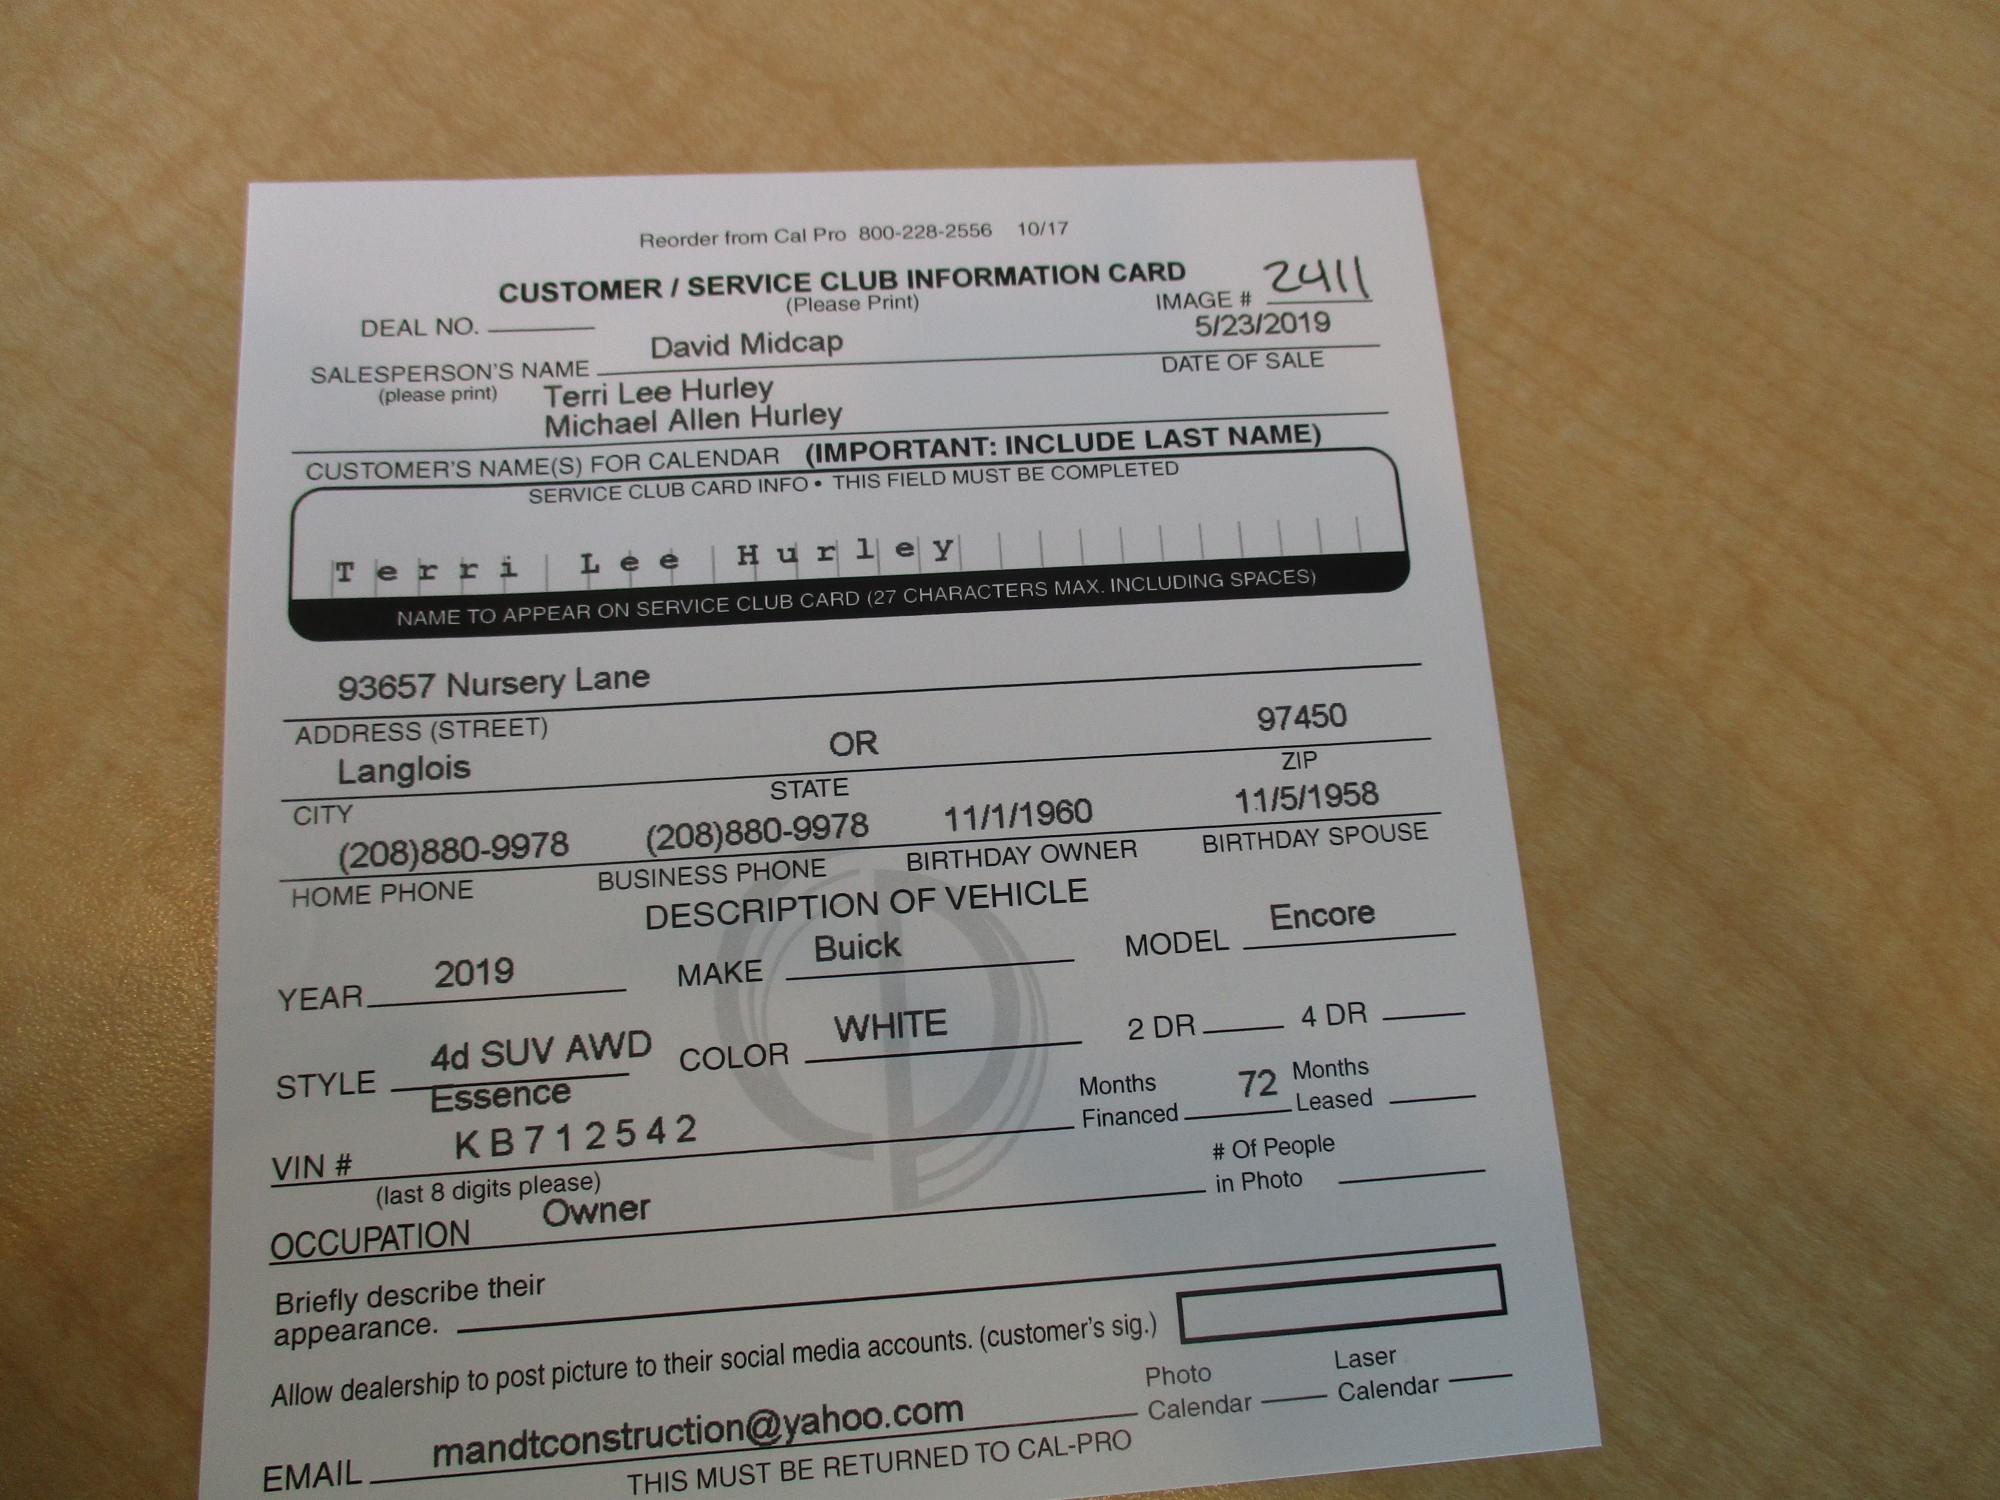 Reorder from Cal Pro 800-228-2556 10/17
CUSTOMER / SERVICE CLUB INFORMATION CARD
(Please Print)
IMAGE # 2411
DEAL NO.
David Midcap 5/23/2019
SALESPERSON'S NAME DATE OF SALE
(please print) Terri Lee Hurley
Michael Allen Hurley
CUSTOMER'S NAME(S) FOR CALENDAR (IMPORTANT: INCLUDE LAST NAME)
SERVICE CLUB CARD INFO • THIS FIELD MUST BE COMPLETED
Terri Lee Hurley
NAME TO APPEAR ON SERVICE CLUB CARD (27 CHARACTERS MAX. INCLUDING SPACES)
93657 Nursery Lane
ADDRESS (STREET)
Langlois OR 97450
CITY STATE ZIP
(208)880-9978 (208)880-9978 11/1/1960 11/5/1958
HOME PHONE BUSINESS PHONE BIRTHDAY OWNER BIRTHDAY SPOUSE
DESCRIPTION OF VEHICLE
YEAR 2019 MAKE Buick MODEL Encore
STYLE 4d SUV AWD COLOR WHITE 2 DR 4 DR
Essence
Months Financed 72 Months Leased
VIN # KB712542
(last 8 digits please)
# Of People in Photo
OCCUPATION Owner
Briefly describe their
appearance.
Allow dealership to post picture to their social media accounts. (customer's sig.)
Photo Calendar Laser Calendar
EMAIL mandtconstruction@yahoo.com
THIS MUST BE RETURNED TO CAL-PRO